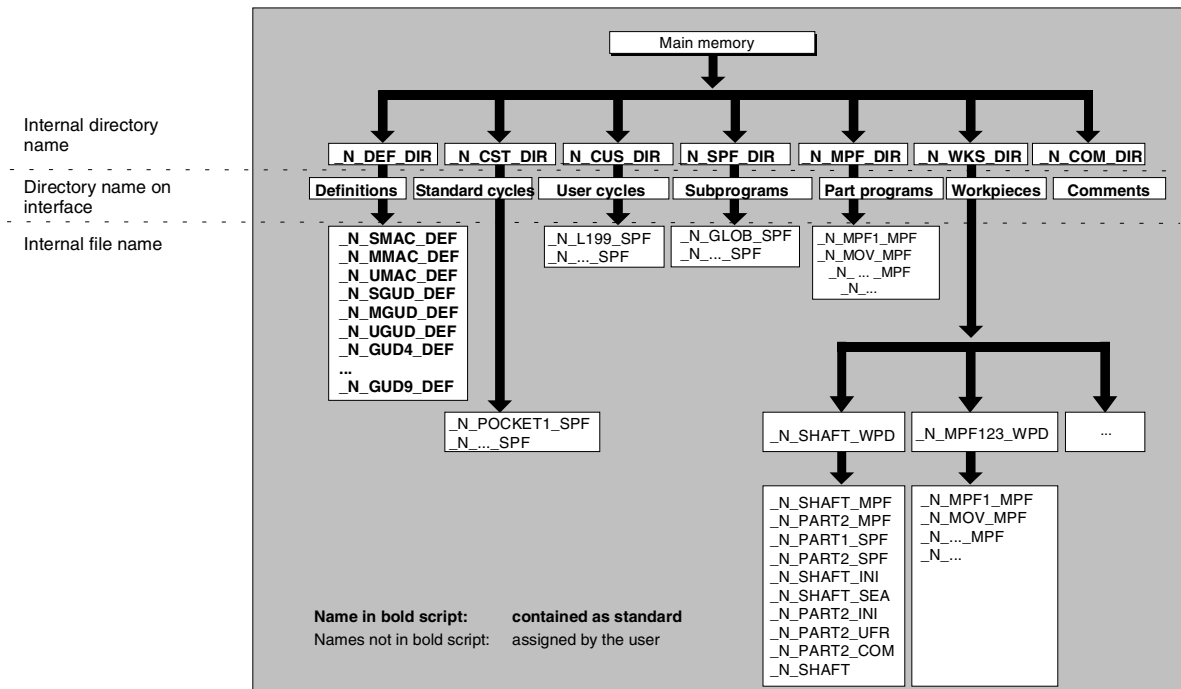 Main memory
Internal directory
name
_N_DEF_DIR
_N_CST_DIR
_N_CUS_DIR
_N_SPF_DIR
_N_MPF_DIR
_N_WKS_DIR
_N_COM_DIR
Directory name on
interface
Definitions
Standard cycles
User cycles
Subprograms
Part programs
Workpieces
Comments
Internal file name
_N_SMAC_DEF
_N_MMAC_DEF
_N_UMAC_DEF
_N_SGUD_DEF
_N_MGUD_DEF
_N_UGUD_DEF
_N_GUD4_DEF
...
_N_GUD9_DEF
_N_L199_SPF
_N_..._SPF
_N_GLOB_SPF
_N_..._SPF
_N_MPF1_MPF
_N_MOV_MPF
_N_ ... _MPF
_N_...
_N_POCKET1_SPF
_N_..._SPF
_N_SHAFT_WPD
_N_MPF123_WPD
...
_N_SHAFT_MPF
_N_PART2_MPF
_N_PART1_SPF
_N_PART2_SPF
_N_SHAFT_INI
_N_SHAFT_SEA
_N_PART2_INI
_N_PART2_UFR
_N_PART2_COM
_N_SHAFT
_N_MPF1_MPF
_N_MOV_MPF
_N_..._MPF
_N_...
Name in bold script: contained as standard
Names not in bold script: assigned by the user